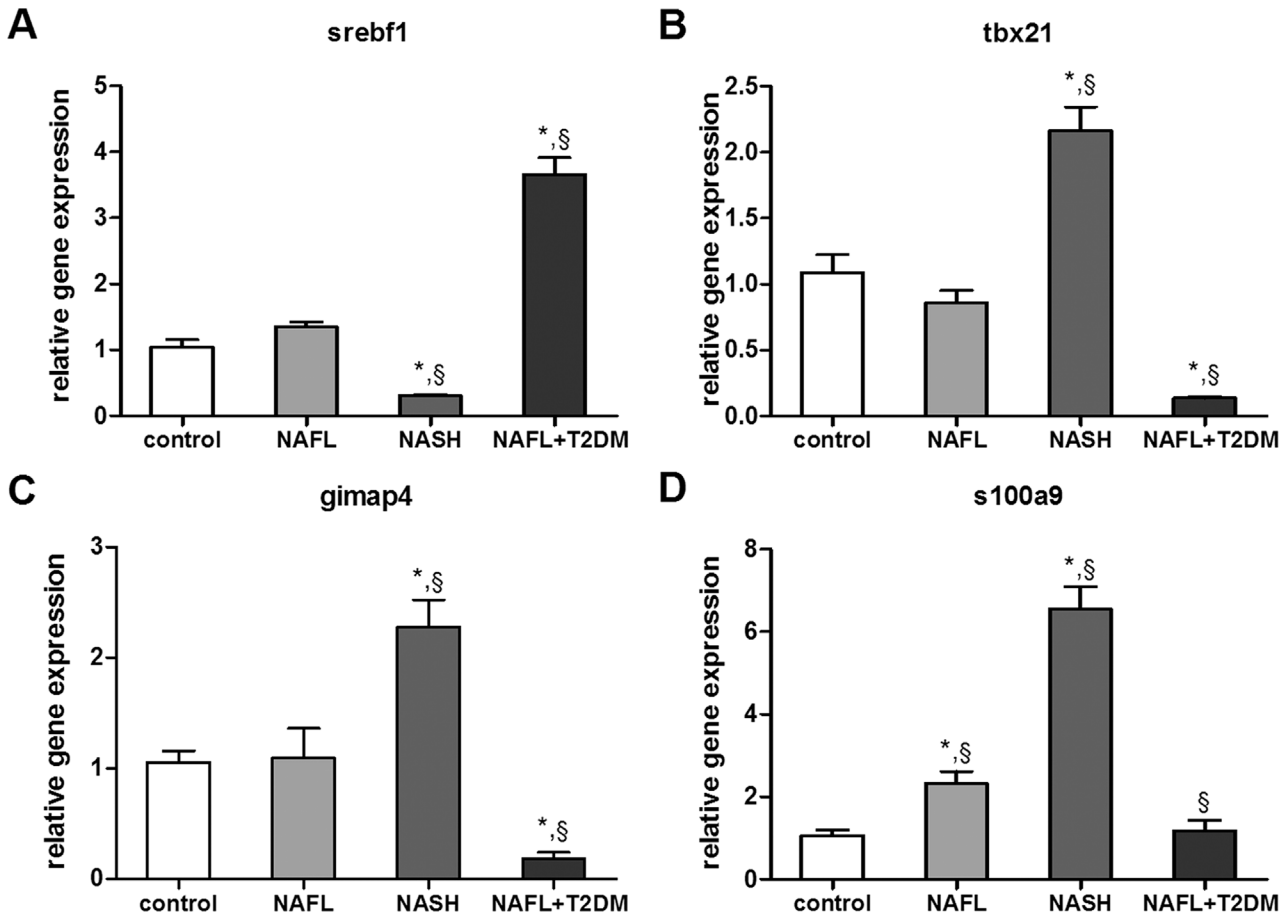 A
srebf1
relative gene expression
5
4
3
2
1
0
*,§
*,§
control NAFL NASH NAFL+T2DM
B
tbx21
relative gene expression
2.5
2.0
1.5
1.0
0.5
0.0
*,§
*,§
control NAFL NASH NAFL+T2DM
C
gimap4
relative gene expression
3
2
1
0
*,§
*,§
control NAFL NASH NAFL+T2DM
D
s100a9
relative gene expression
8
6
4
2
0
*,§
*,§
§
control NAFL NASH NAFL+T2DM